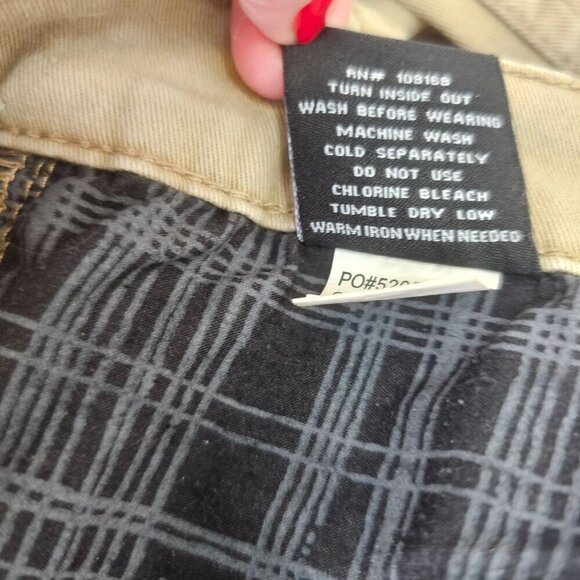 RN# 108168
TURN INSIDE OUT
WASH BEFORE WEARING
MACHINE WASH
COLD SEPARATELY
DO NOT USE
CHLORINE BLEACH
TUMBLE DRY LOW
WARM IRON WHEN NEEDED